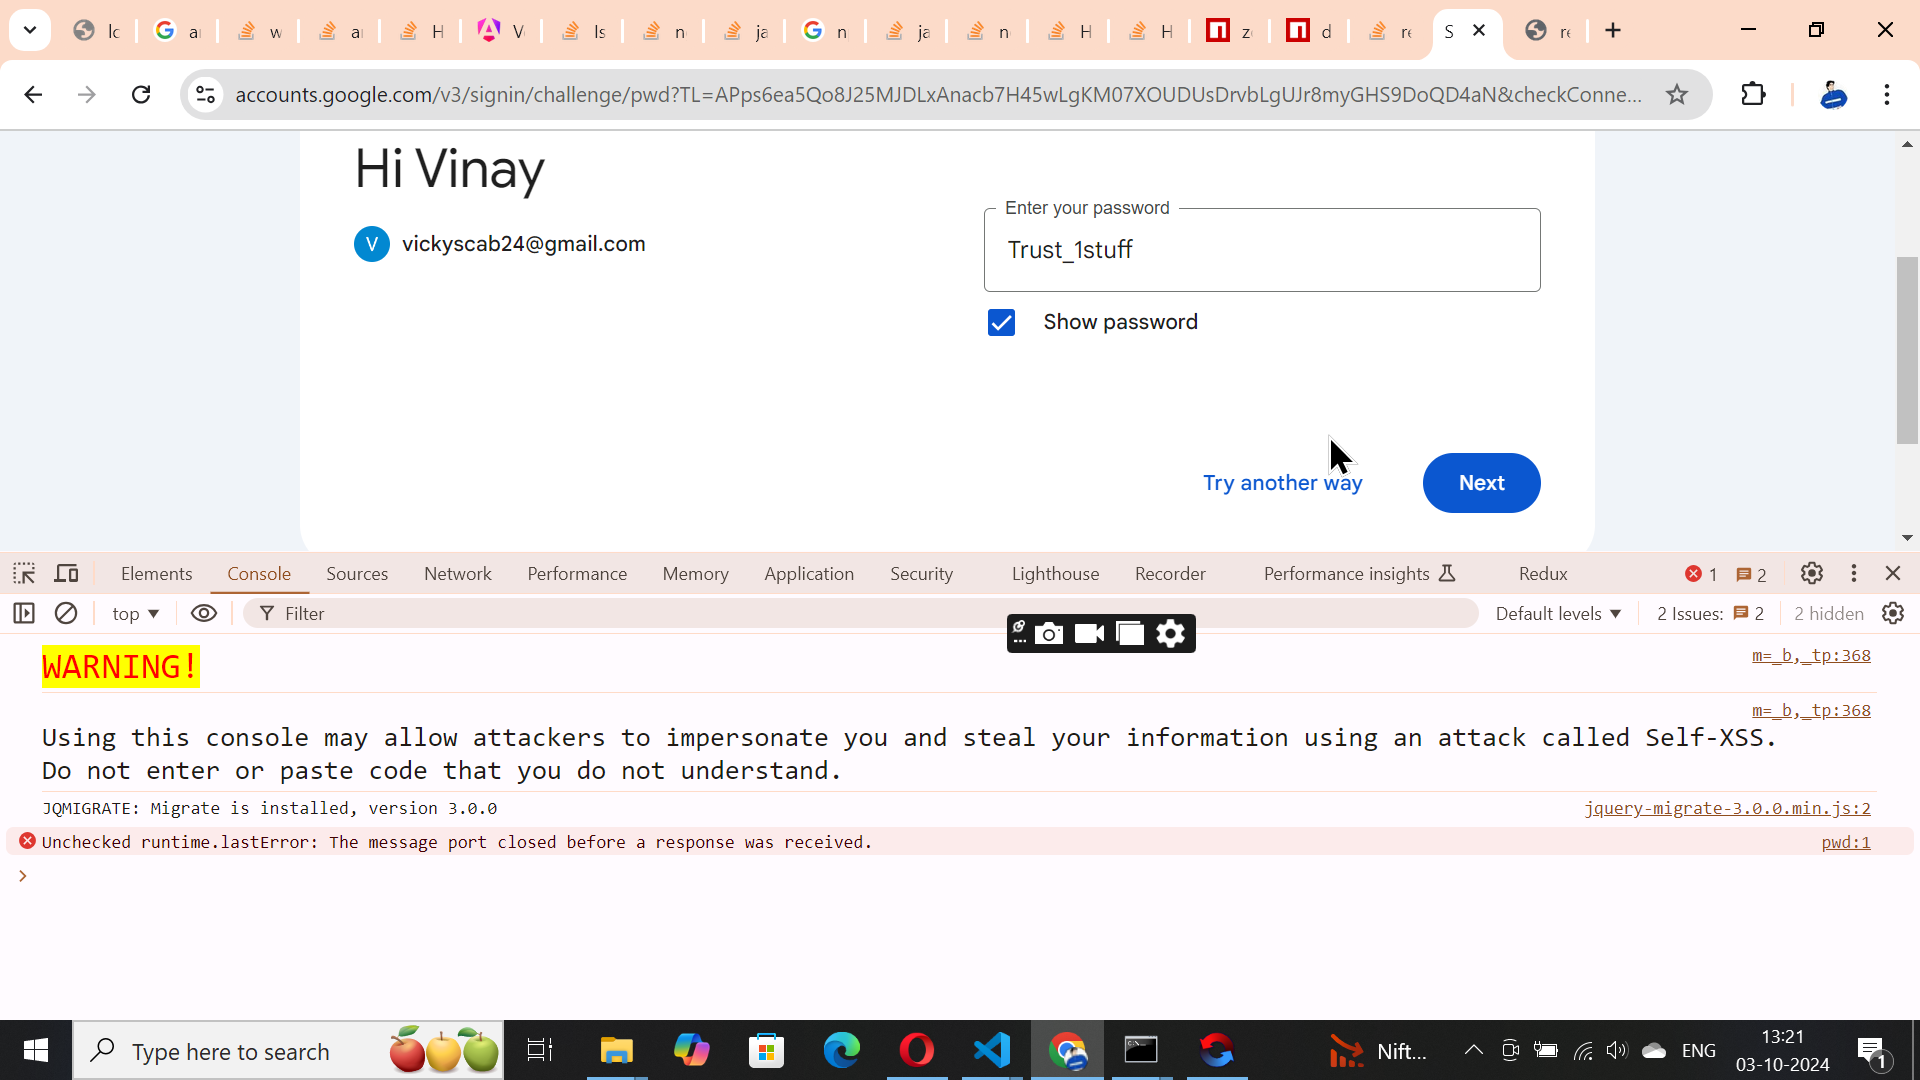 lc
a
w
a
H
V
Is
n
ja
n
ja
n
H
H
z
d
re
S
re
accounts.google.com/v3/signin/challenge/pwd?TL=APps6ea5Qo8J25MJDLxAnacb7H45wLgKM07XOUDUsDrvbLgUJr8myGHS9DoQD4aN&checkConne...
Hi Vinay
V vickyscab24@gmail.com
Enter your password
Trust_1stuff
Show password
Try another way
Next
Elements Console Sources Network Performance Memory Application Security Lighthouse Recorder Performance insights Redux 1 2
top Filter Default levels 2 Issues: 2 2 hidden
WARNING! m=_b,_tp:368
m=_b,_tp:368
Using this console may allow attackers to impersonate you and steal your information using an attack called Self-XSS.
Do not enter or paste code that you do not understand.
JQMIGRATE: Migrate is installed, version 3.0.0 jquery-migrate-3.0.0.min.js:2
Unchecked runtime.lastError: The message port closed before a response was received. pwd:1
Type here to search
Nift...
ENG
13:21
03-10-2024
1